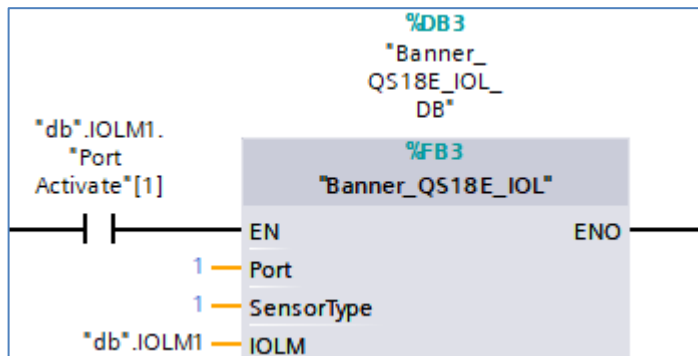 %DB3
"Banner_
QS18E_IOL_
DB"
"db".IOLM1.
"Port
Activate"[1]
%FB3
"Banner_QS18E_IOL"
EN
ENO
1
Port
1
SensorType
"db".IOLM1
IOLM